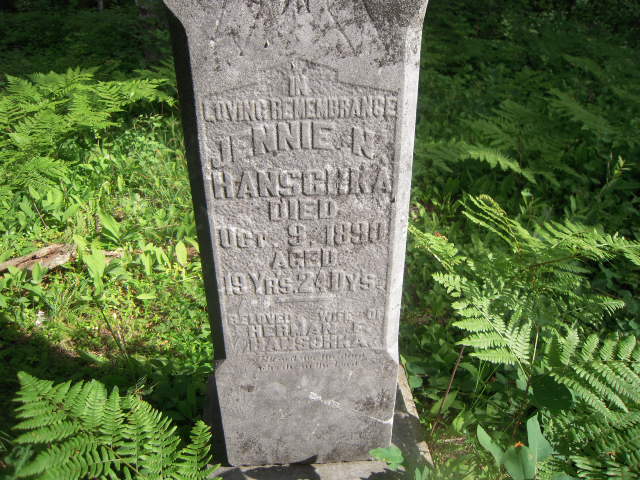 IN
LOVING REMEMBRANCE
JENNIE N.
HANSCHKA
DIED
OCT. 9, 1890
AGED
19 YRS. 24 DYS.
BELOVED WIFE OF
HERMAN F.
HANSCHKA.